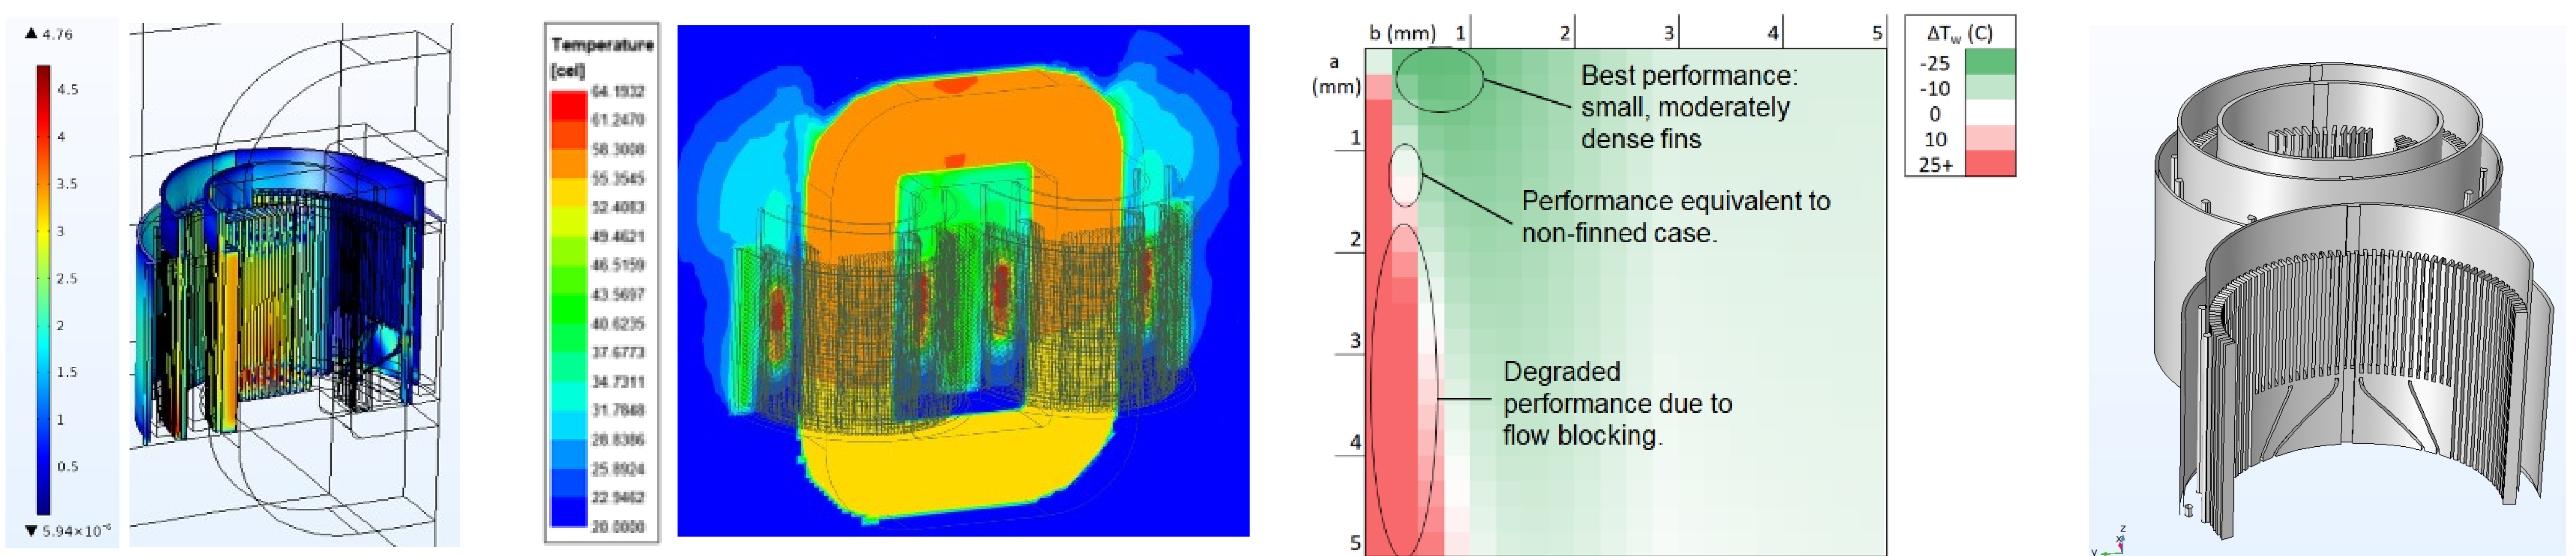 ▲ 4.76
4.5
4
3.5
3
2.5
2
1.5
1
0.5
▼ 5.94×10⁻⁶
Temperature
[cel]
64.1932
61.2470
58.3008
55.3545
52.4083
49.4621
46.5159
43.5697
40.6235
37.6773
34.7311
31.7848
28.8386
25.8924
22.9462
20.0000
b (mm) 1 2 3 4 5
a
(mm)
1
2
3
4
5
Best performance:
small, moderately
dense fins
Performance equivalent to
non-finned case.
Degraded
performance due to
flow blocking.
ΔTw (C)
-25
-10
0
10
25+
z
x
y